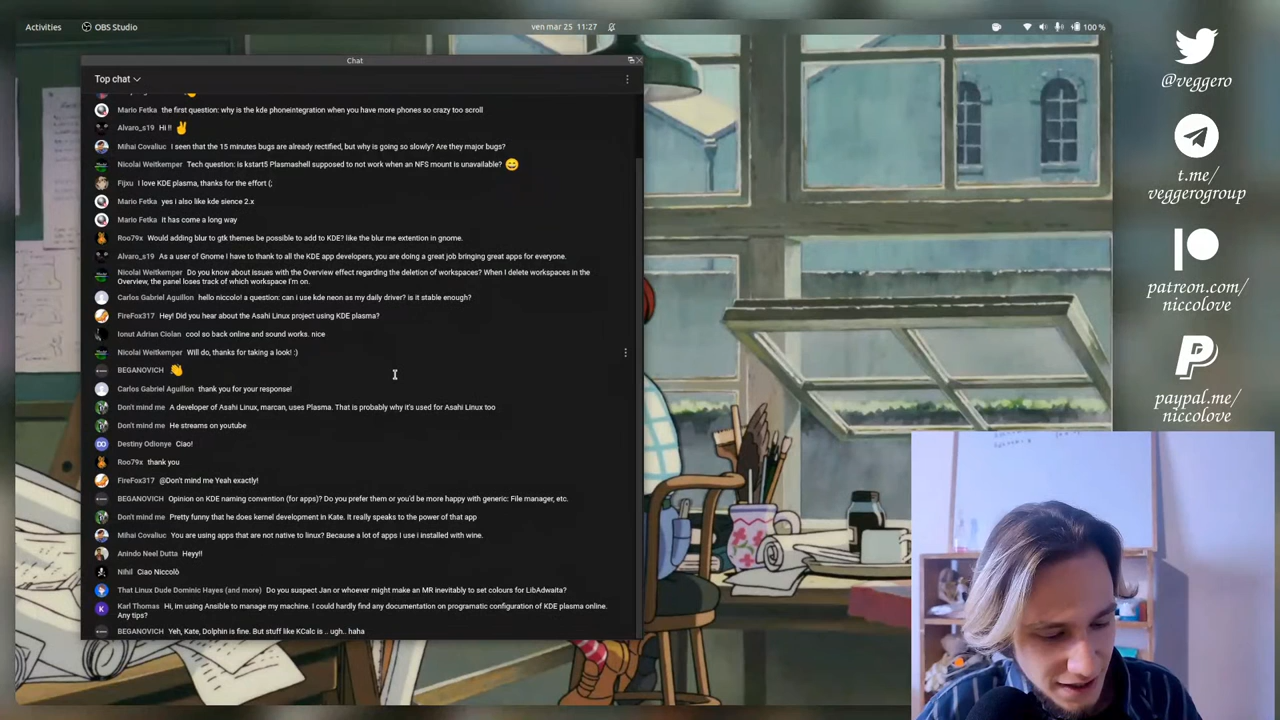 Activities
OBS Studio
ven mar 25 11:27
100 %
Chat
Top chat
Mario Fetka the first question: why is the kde phoneintegration when you have more phones so crazy too scroll
Alvaro_s19 Hi !! ✌
Mihai Covaliuc I seen that the 15 minutes bugs are already rectified, but why is going so slowly? Are they major bugs?
Nicolai Weitkemper Tech question: is kstart5 Plasmashell supposed to not work when an NFS mount is unavailable? 😄
Fijxu I love KDE plasma, thanks for the effort (;
Mario Fetka yes i also like kde sience 2.x
Mario Fetka it has come a long way
Roo79x Would adding blur to gtk themes be possible to add to KDE? like the blur me extention in gnome.
Alvaro_s19 As a user of Gnome I have to thank to all the KDE app developers, you are doing a great job bringing great apps for everyone.
Nicolai Weitkemper Do you know about issues with the Overview effect regarding the deletion of workspaces? When I delete workspaces in the
Overview, the panel loses track of which workspace I'm on.
Carlos Gabriel Aguillon hello niccolo! a question: can i use kde neon as my daily driver? is it stable enough?
FireFox317 Hey! Did you hear about the Asahi Linux project using KDE plasma?
Ionut Adrian Ciolan cool so back online and sound works. nice
Nicolai Weitkemper Will do, thanks for taking a look! :)
BEGANOVICH 👏
Carlos Gabriel Aguillon thank you for your response!
Don't mind me A developer of Asahi Linux, marcan, uses Plasma. That is probably why it's used for Asahi Linux too
Don't mind me He streams on youtube
Destiny Odionye Ciao!
Roo79x thank you
FireFox317 @Don't mind me Yeah exactly!
BEGANOVICH Opinion on KDE naming convention (for apps)? Do you prefer them or you'd be more happy with generic: File manager, etc.
Don't mind me Pretty funny that he does kernel development in Kate. It really speaks to the power of that app
Mihai Covaliuc You are using apps that are not native to linux? Because a lot of apps I use i installed with wine.
Anindo Neel Dutta Heyy!!
Nihil Ciao Niccolò
That Linux Dude Dominic Hayes (and more) Do you suspect Jan or whoever might make an MR inevitably to set colours for LibAdwaita?
Karl Thomas Hi, im using Ansible to manage my machine. I could hardly find any documentation on programatic configuration of KDE plasma online.
Any tips?
BEGANOVICH Yeh, Kate, Dolphin is fine. But stuff like KCalc is .. ugh.. haha
@veggero
t.me/
veggerogroup
patreon.com/
niccolove
paypal.me/
niccolove